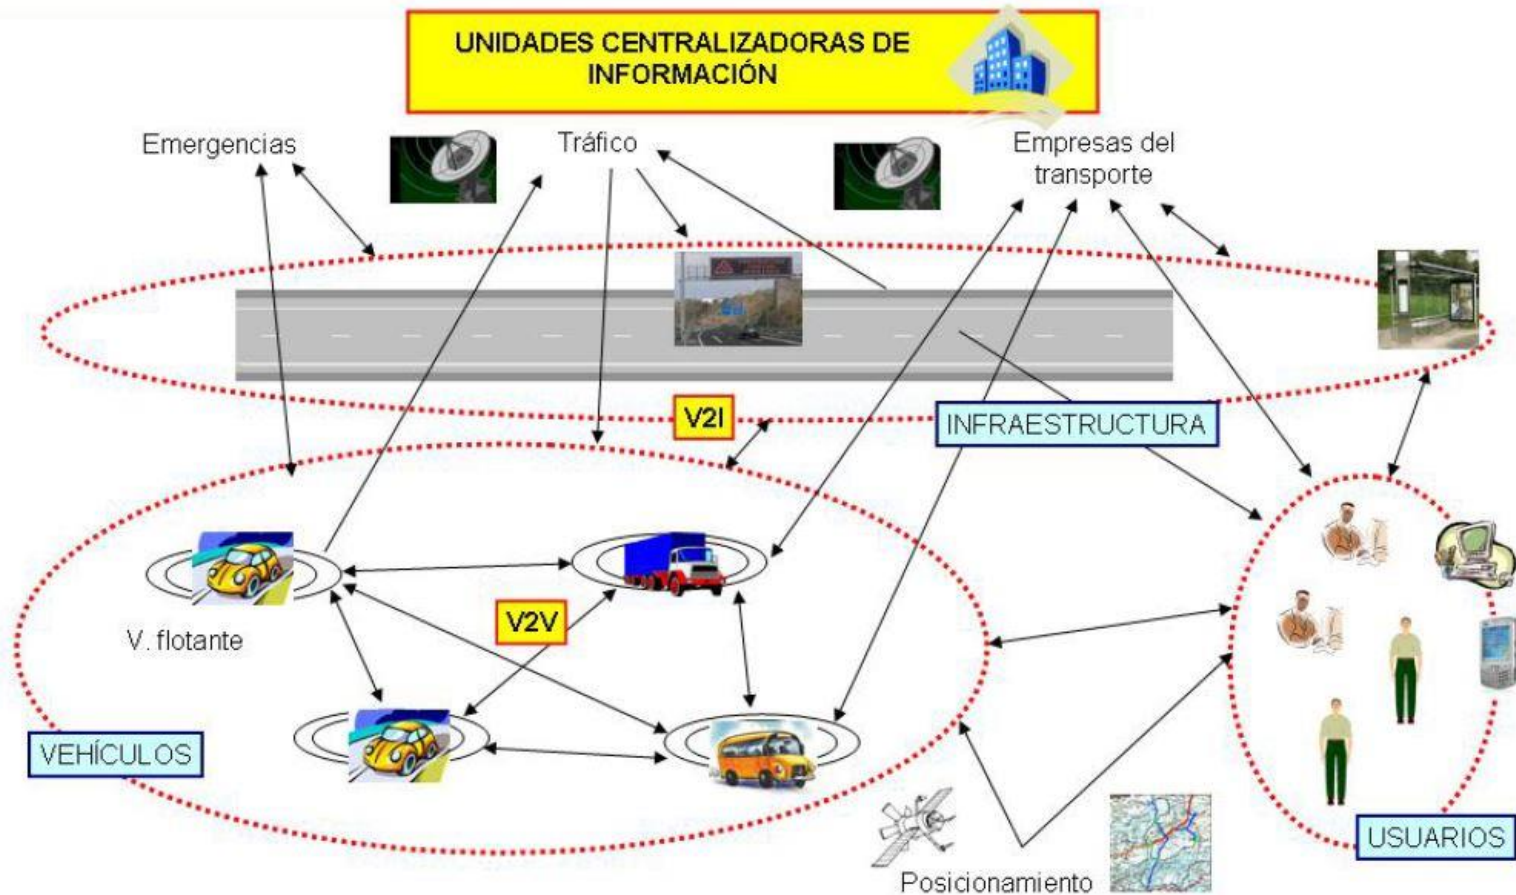 UNIDADES CENTRALIZADORAS DE
INFORMACIÓN
Emergencias
Tráfico
Empresas del
transporte
V2I
INFRAESTRUCTURA
V2V
V. flotante
VEHÍCULOS
USUARIOS
Posicionamiento